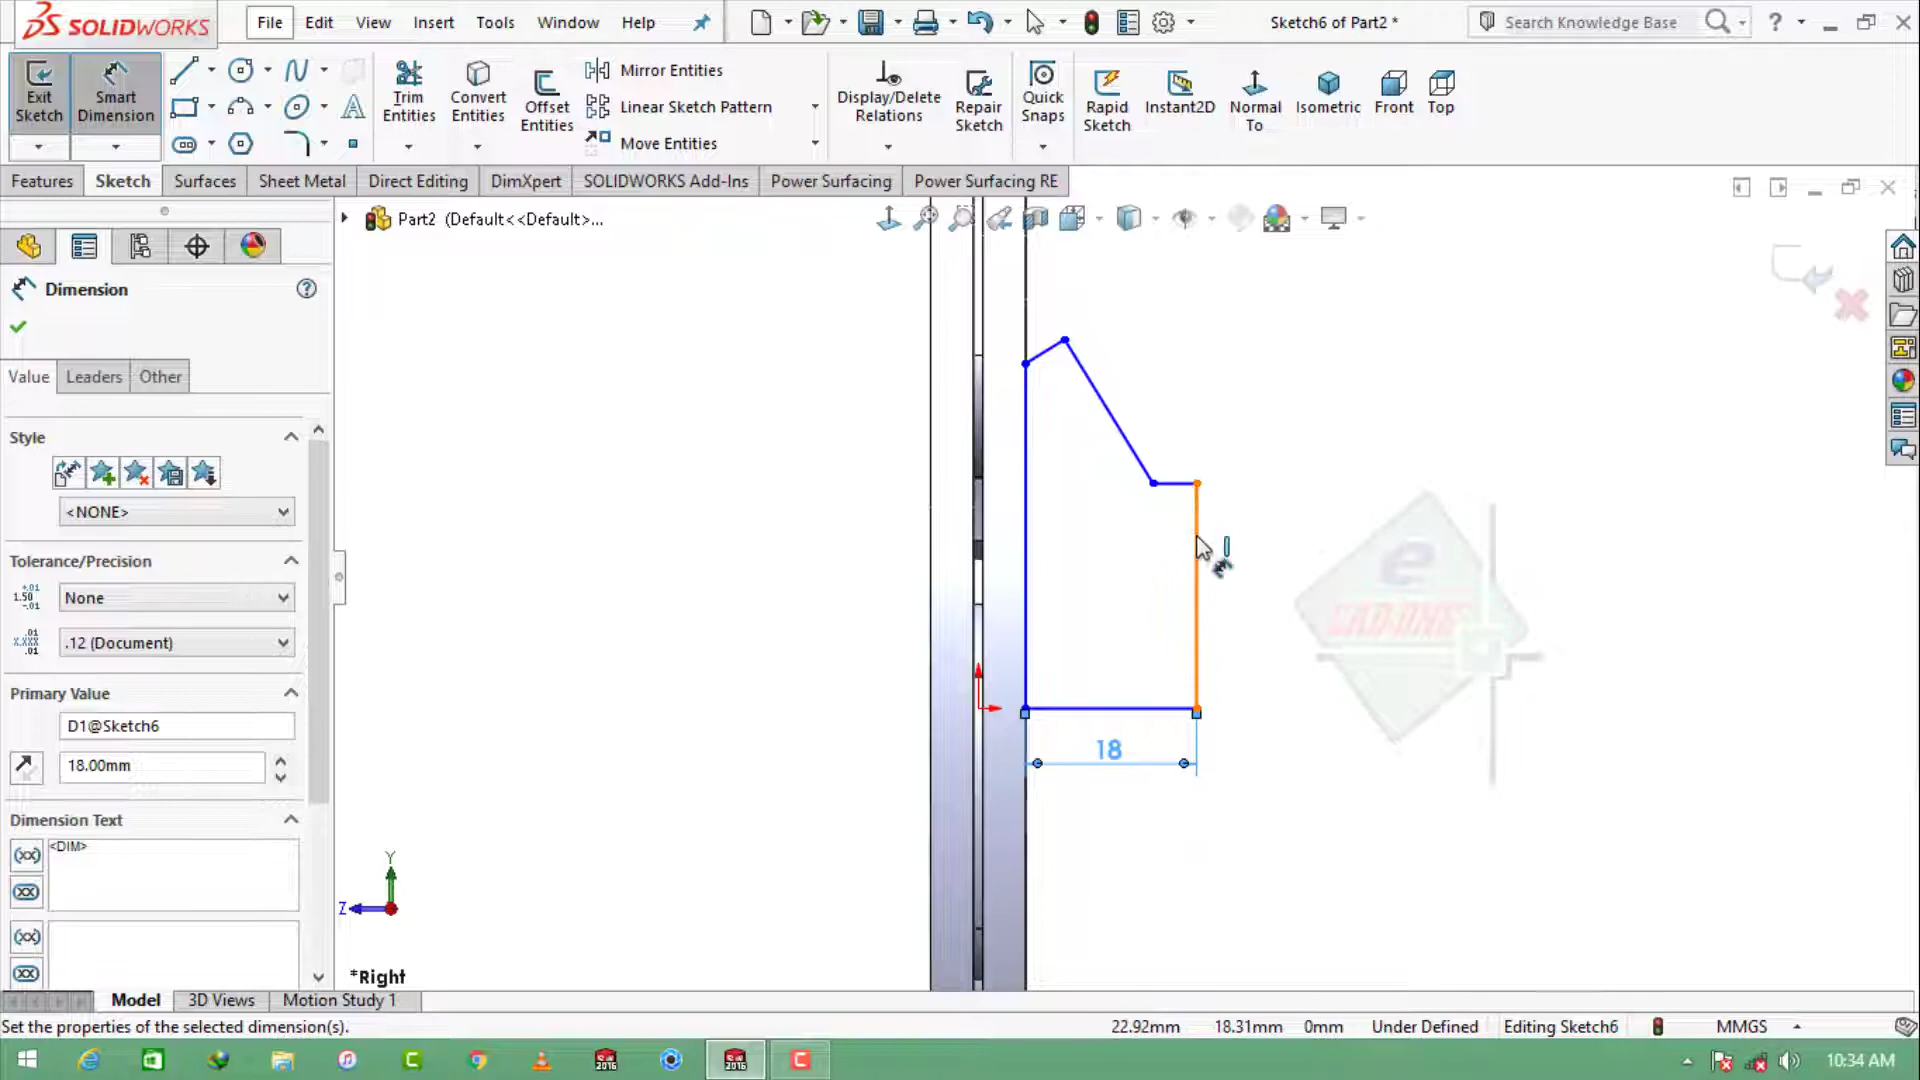 SOLIDWORKS
File Edit View Insert Tools Window Help
Sketch6 of Part2 *
Search Knowledge Base
?
Exit Sketch
Smart Dimension
Trim Entities
Convert Entities
Offset Entities
Mirror Entities
Linear Sketch Pattern
Move Entities
Display/Delete Relations
Repair Sketch
Quick Snaps
Rapid Sketch
Instant2D
Normal To
Isometric
Front
Top
Features Sketch Surfaces Sheet Metal Direct Editing DimXpert SOLIDWORKS Add-Ins Power Surfacing Power Surfacing RE
Part2 (Default<<Default>...
Dimension
Value Leaders Other
Style
<NONE>
Tolerance/Precision
None
.12 (Document)
Primary Value
D1@Sketch6
18.00mm
Dimension Text
<DIM>
18
Y
Z
*Right
Model 3D Views Motion Study 1
Set the properties of the selected dimension(s).
22.92mm 18.31mm 0mm Under Defined Editing Sketch6 MMGS
10:34 AM